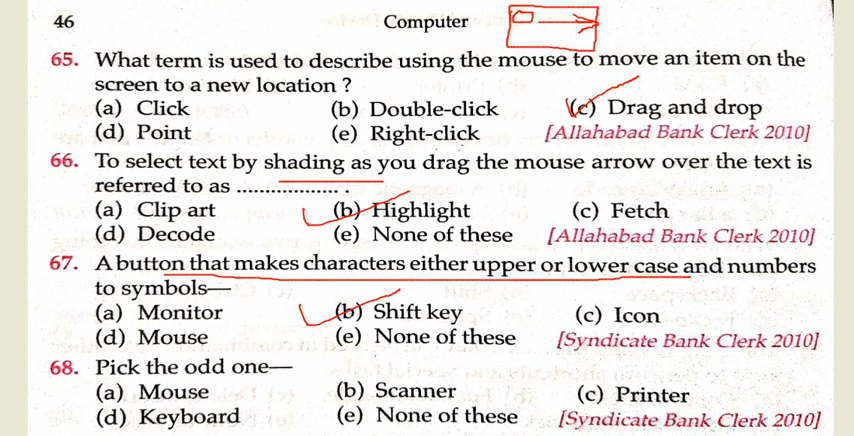 46 Computer
65. What term is used to describe using the mouse to move an item on the
screen to a new location ?
(a) Click (b) Double-click (c) Drag and drop
(d) Point (e) Right-click [Allahabad Bank Clerk 2010]
66. To select text by shading as you drag the mouse arrow over the text is
referred to as ....................
(a) Clip art (b) Highlight (c) Fetch
(d) Decode (e) None of these [Allahabad Bank Clerk 2010]
67. A button that makes characters either upper or lower case and numbers
to symbols—
(a) Monitor (b) Shift key (c) Icon
(d) Mouse (e) None of these [Syndicate Bank Clerk 2010]
68. Pick the odd one—
(a) Mouse (b) Scanner (c) Printer
(d) Keyboard (e) None of these [Syndicate Bank Clerk 2010]